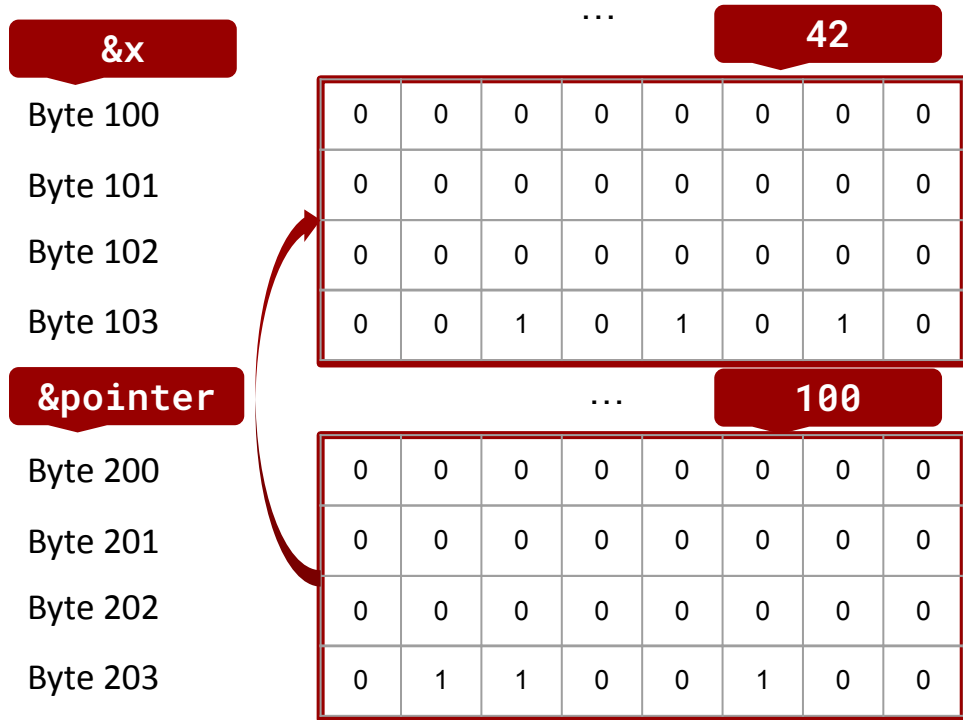 ...
&x 42
Byte 100 0 0 0 0 0 0 0 0
Byte 101 0 0 0 0 0 0 0 0
Byte 102 0 0 0 0 0 0 0 0
Byte 103 0 0 1 0 1 0 1 0
&pointer ... 100
Byte 200 0 0 0 0 0 0 0 0
Byte 201 0 0 0 0 0 0 0 0
Byte 202 0 0 0 0 0 0 0 0
Byte 203 0 1 1 0 0 1 0 0